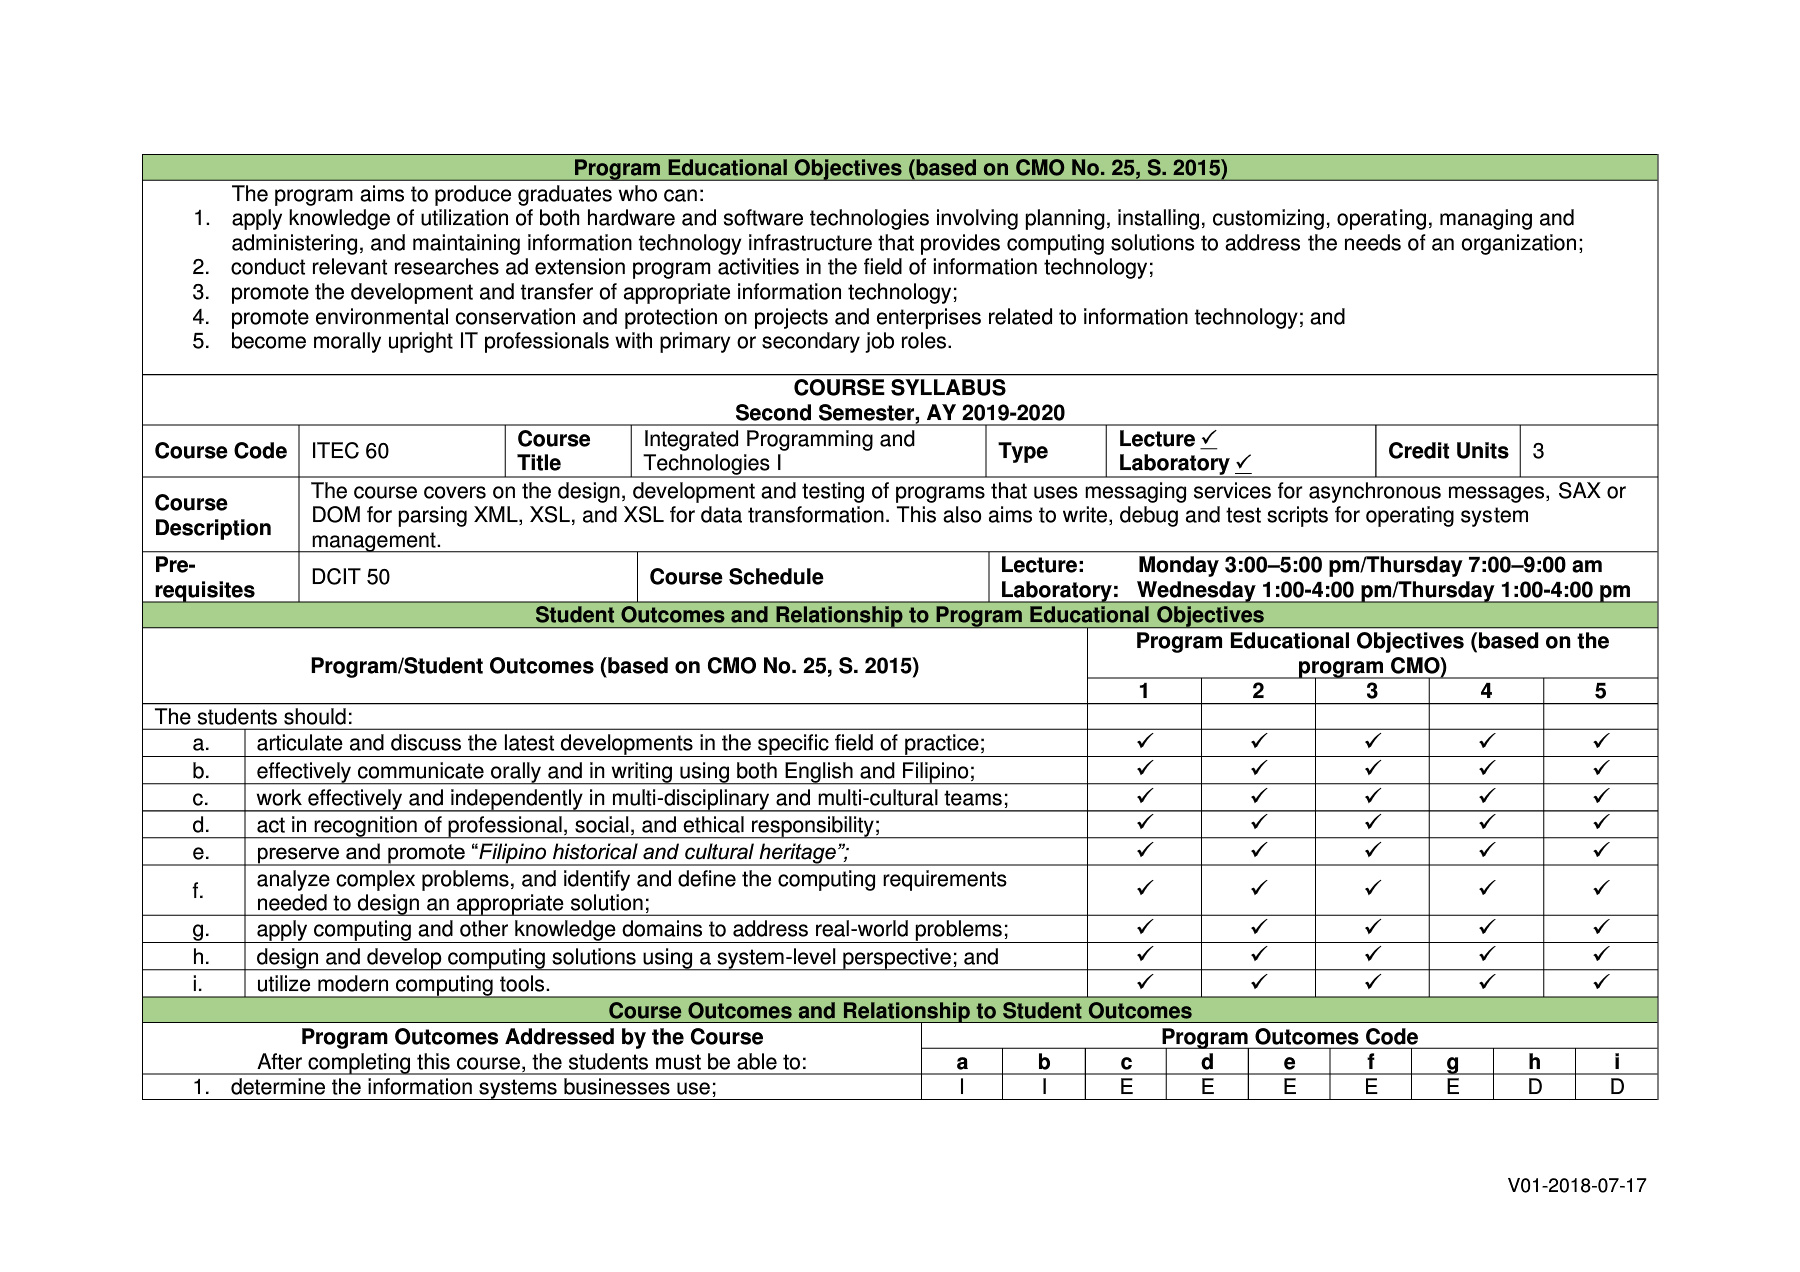 Program Educational Objectives (based on CMO No. 25, S. 2015)
The program aims to produce graduates who can:
1. apply knowledge of utilization of both hardware and software technologies involving planning, installing, customizing, operating, managing and
administering, and maintaining information technology infrastructure that provides computing solutions to address the needs of an organization;
2. conduct relevant researches ad extension program activities in the field of information technology;
3. promote the development and transfer of appropriate information technology;
4. promote environmental conservation and protection on projects and enterprises related to information technology; and
5. become morally upright IT professionals with primary or secondary job roles.
COURSE SYLLABUS
Second Semester, AY 2019-2020
Course Code ITEC 60 Course Title Integrated Programming and Technologies I Type Lecture ✓ Laboratory ✓ Credit Units 3
Course Description
The course covers on the design, development and testing of programs that uses messaging services for asynchronous messages, SAX or
DOM for parsing XML, XSL, and XSL for data transformation. This also aims to write, debug and test scripts for operating system
management.
Pre-requisites DCIT 50 Course Schedule
Lecture: Monday 3:00–5:00 pm/Thursday 7:00–9:00 am
Laboratory: Wednesday 1:00-4:00 pm/Thursday 1:00-4:00 pm
Student Outcomes and Relationship to Program Educational Objectives
Program/Student Outcomes (based on CMO No. 25, S. 2015)
Program Educational Objectives (based on the
program CMO)
1 2 3 4 5
The students should:
a. articulate and discuss the latest developments in the specific field of practice; ✓ ✓ ✓ ✓ ✓
b. effectively communicate orally and in writing using both English and Filipino; ✓ ✓ ✓ ✓ ✓
c. work effectively and independently in multi-disciplinary and multi-cultural teams; ✓ ✓ ✓ ✓ ✓
d. act in recognition of professional, social, and ethical responsibility; ✓ ✓ ✓ ✓ ✓
e. preserve and promote “Filipino historical and cultural heritage”; ✓ ✓ ✓ ✓ ✓
f. analyze complex problems, and identify and define the computing requirements
needed to design an appropriate solution; ✓ ✓ ✓ ✓ ✓
g. apply computing and other knowledge domains to address real-world problems; ✓ ✓ ✓ ✓ ✓
h. design and develop computing solutions using a system-level perspective; and ✓ ✓ ✓ ✓ ✓
i. utilize modern computing tools. ✓ ✓ ✓ ✓ ✓
Course Outcomes and Relationship to Student Outcomes
Program Outcomes Addressed by the Course
After completing this course, the students must be able to:
Program Outcomes Code
a b c d e f g h i
1. determine the information systems businesses use; I I E E E E E D D
V01-2018-07-17